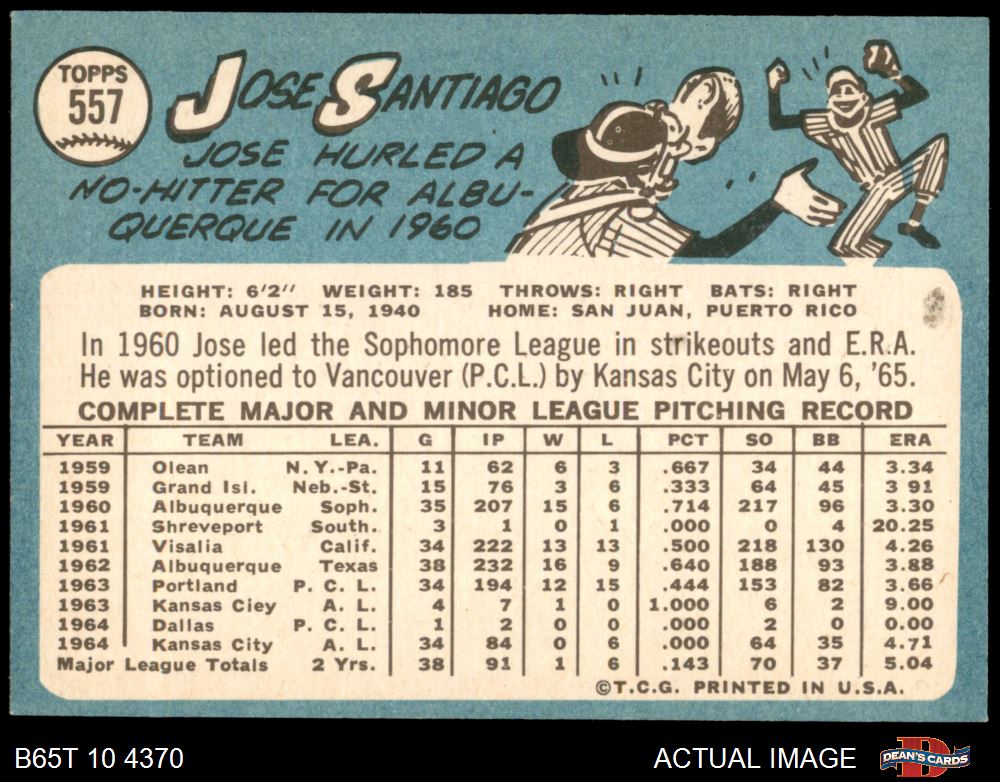 TOPPS
557
JOSE SANTIAGO
JOSE HURLED A
NO-HITTER FOR ALBU-
QUERQUE IN 1960
HEIGHT: 6'2" WEIGHT: 185 THROWS: RIGHT BATS: RIGHT
BORN: AUGUST 15, 1940 HOME: SAN JUAN, PUERTO RICO
In 1960 Jose led the Sophomore League in strikeouts and E.R.A.
He was optioned to Vancouver (P.C.L.) by Kansas City on May 6, '65.
COMPLETE MAJOR AND MINOR LEAGUE PITCHING RECORD
YEAR TEAM LEA. G IP W L PCT SO BB ERA
1959 Olean N.Y.-Pa. 11 62 6 3 .667 34 44 3.34
1959 Grand Isl. Neb.-St. 15 76 3 6 .333 64 45 3 91
1960 Albuquerque Soph. 35 207 15 6 .714 217 96 3.30
1961 Shreveport South. 3 1 0 1 .000 0 4 20.25
1961 Visalia Calif. 34 222 13 13 .500 218 130 4.26
1962 Albuquerque Texas 38 232 16 9 .640 188 93 3.88
1963 Portland P. C. L. 34 194 12 15 .444 153 82 3.66
1963 Kansas Ciey A. L. 4 7 1 0 1.000 6 2 9.00
1964 Dallas P. C. L. 1 2 0 0 .000 2 0 0.00
1964 Kansas City A. L. 34 84 0 6 .000 64 35 4.71
Major League Totals 2 Yrs. 38 91 1 6 .143 70 37 5.04
©T.C.G. PRINTED IN U.S.A.
B65T 10 4370 ACTUAL IMAGE DEAN'S CARDS